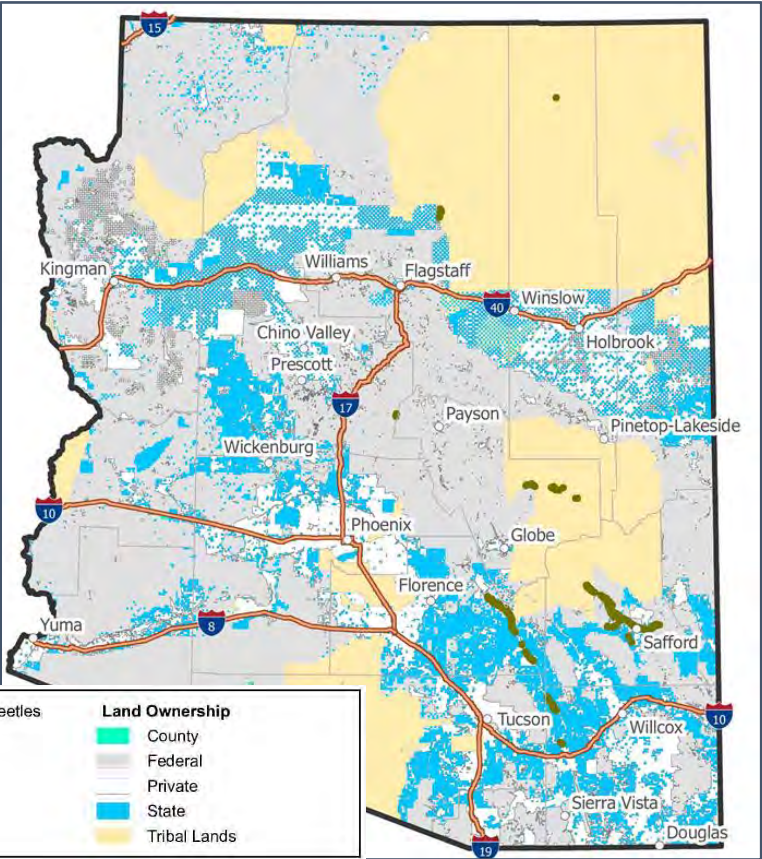 15
Kingman
Williams
Flagstaff
40
Winslow
Holbrook
Chino Valley
Prescott
17
Payson
Pinetop-Lakeside
Wickenburg
10
Phoenix
Globe
Florence
Yuma
8
Safford
Tucson
Willcox
10
Sierra Vista
Douglas
19
eetles
Land Ownership
County
Federal
Private
State
Tribal Lands